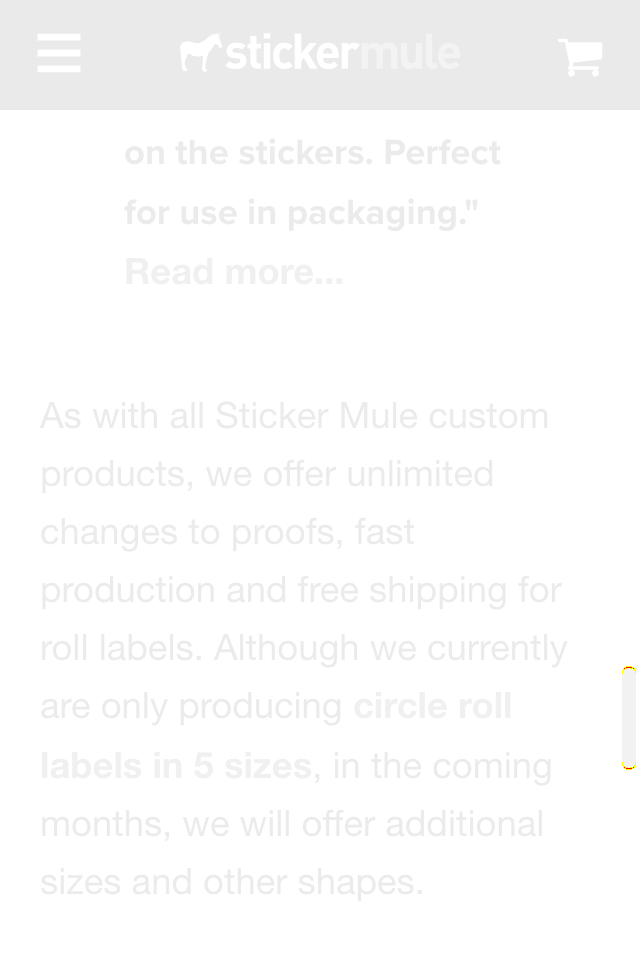 stickermule
on the stickers. Perfect
for use in packaging."
Read more...
As with all Sticker Mule custom
products, we offer unlimited
changes to proofs, fast
production and free shipping for
roll labels. Although we currently
are only producing circle roll
labels in 5 sizes, in the coming
months, we will offer additional
sizes and other shapes.